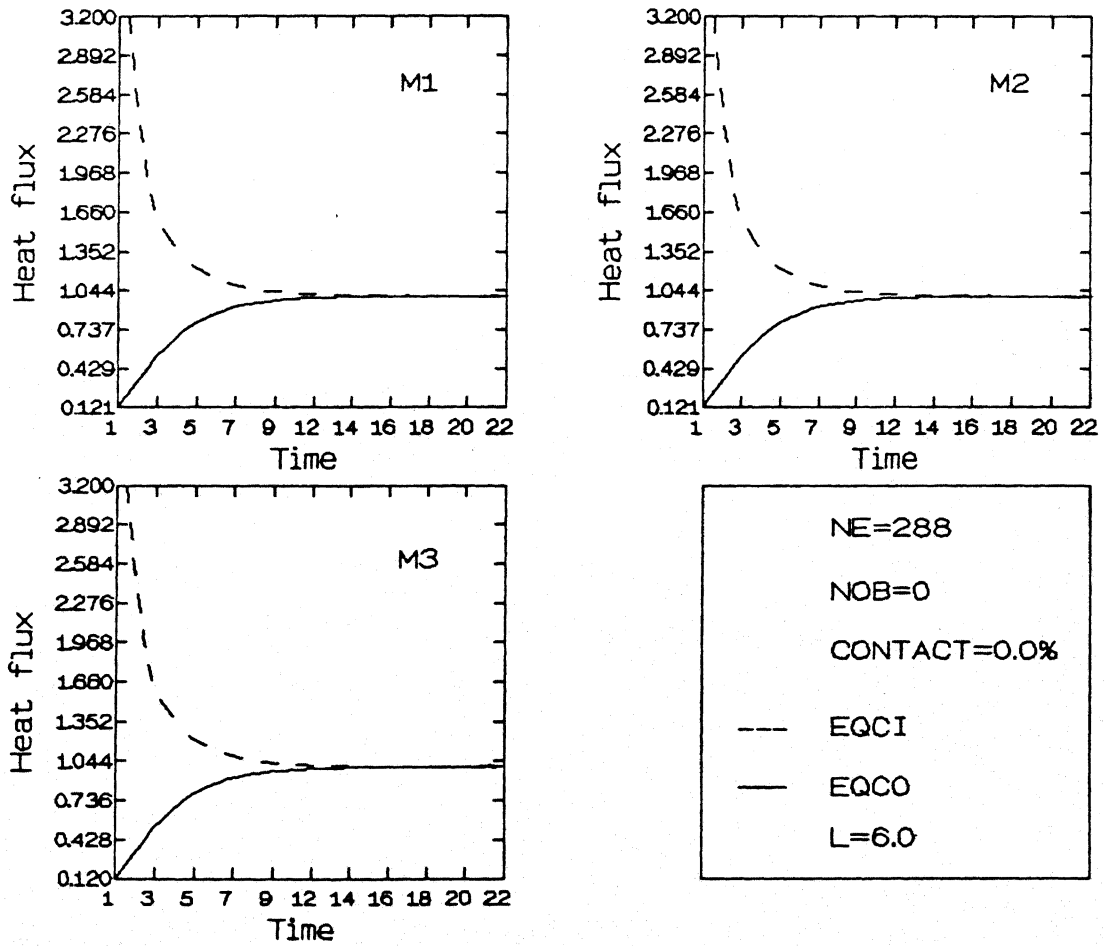 3.200
2.892
2.584
2.276
1.968
1.660
1.352
1.044
0.737
0.429
0.121
Heat flux
M1
1 3 5 7 9 12 14 16 18 20 22
Time
3.200
2.892
2.584
2.276
1.968
1.660
1.352
1.044
0.737
0.429
0.121
Heat flux
M2
1 3 5 7 9 12 14 16 18 20 22
Time
3.200
2.892
2.584
2.276
1.968
1.660
1.352
1.044
0.736
0.428
0.120
Heat flux
M3
1 3 5 7 9 12 14 16 18 20 22
Time
NE=288
NOB=0
CONTACT=0.0%
EQCI
EQCO
L=6.0